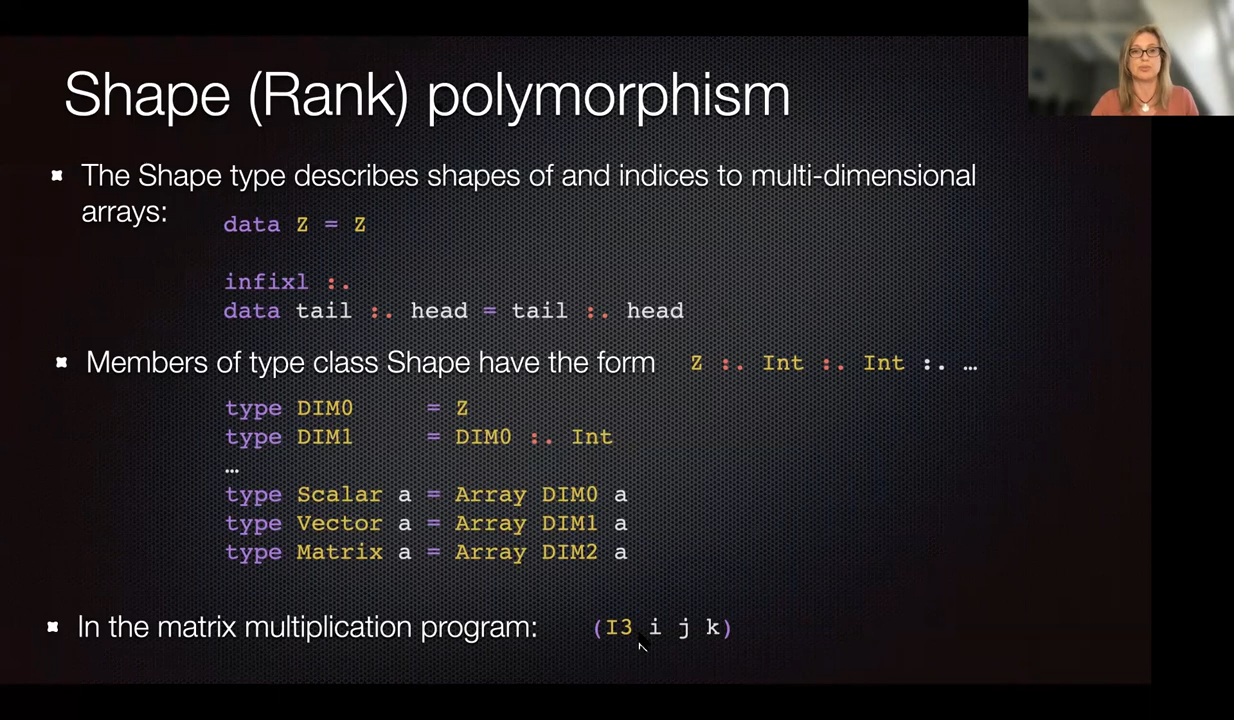 Shape (Rank) polymorphism
The Shape type describes shapes of and indices to multi-dimensional
arrays:
data Z = Z
infixl :.
data tail :. head = tail :. head
Members of type class Shape have the form Z :. Int :. Int :. …
type DIM0 = Z
type DIM1 = DIM0 :. Int
…
type Scalar a = Array DIM0 a
type Vector a = Array DIM1 a
type Matrix a = Array DIM2 a
In the matrix multiplication program: (I3 i j k)